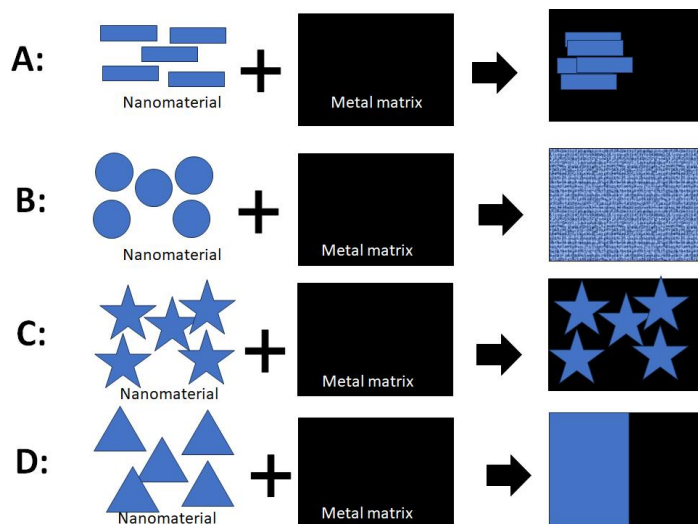 A:
Nanomaterial
Metal matrix
B:
Nanomaterial
Metal matrix
C:
Nanomaterial
Metal matrix
D:
Nanomaterial
Metal matrix